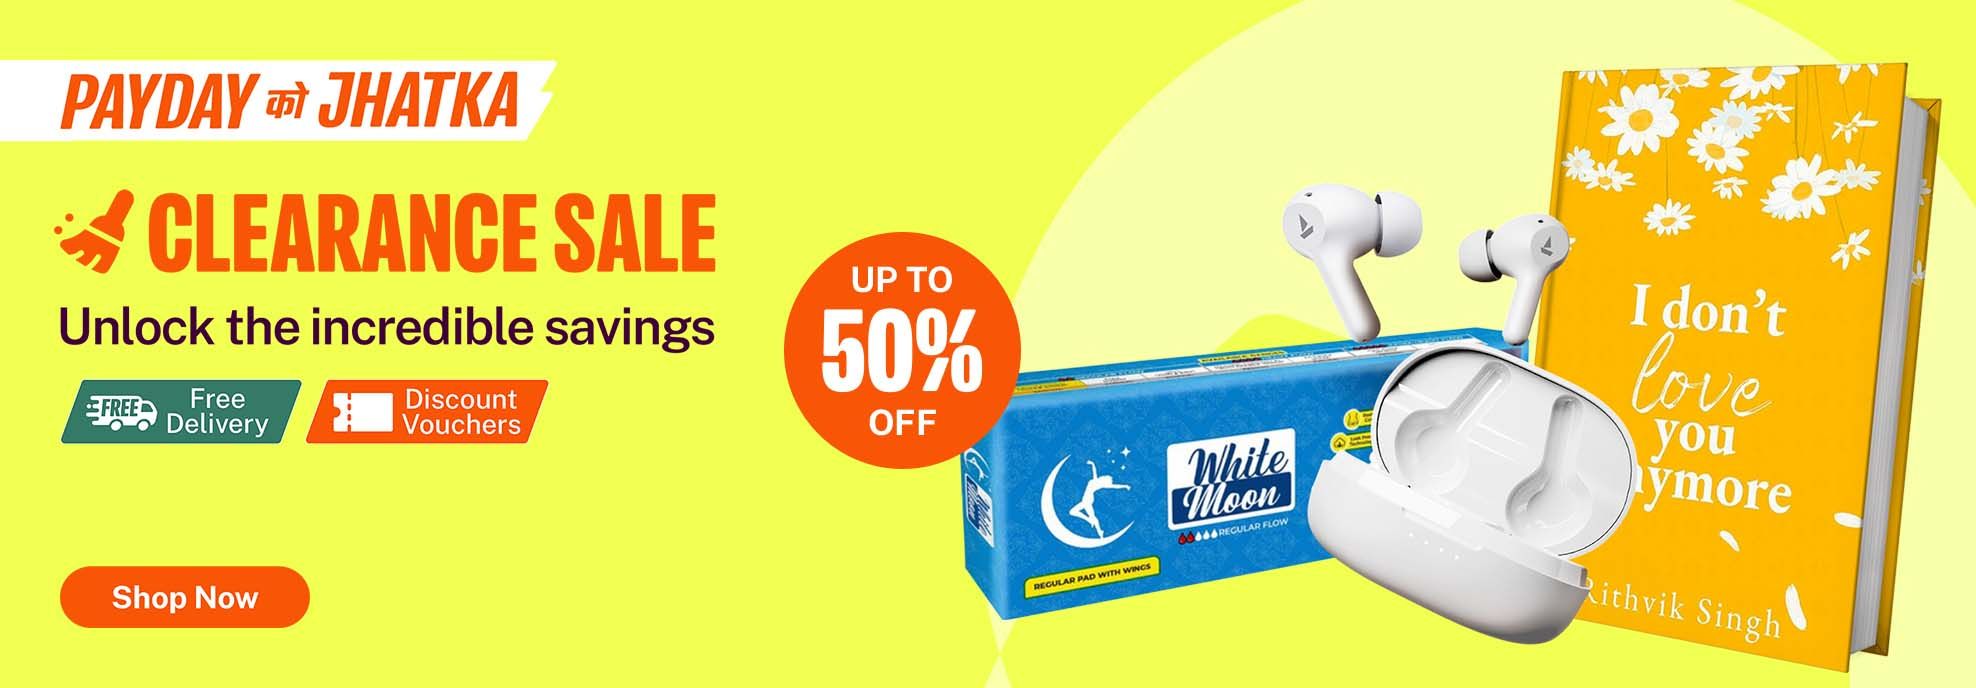 PAYDAY को JHATKA
CLEARANCE SALE
Unlock the incredible savings
FREE
Free
Delivery
Discount
Vouchers
Shop Now
UP TO
50%
OFF
White
Moon
REGULAR FLOW
REGULAR PAD WITH WINGS
I don't
love
you
ymore
Rithvik Singh